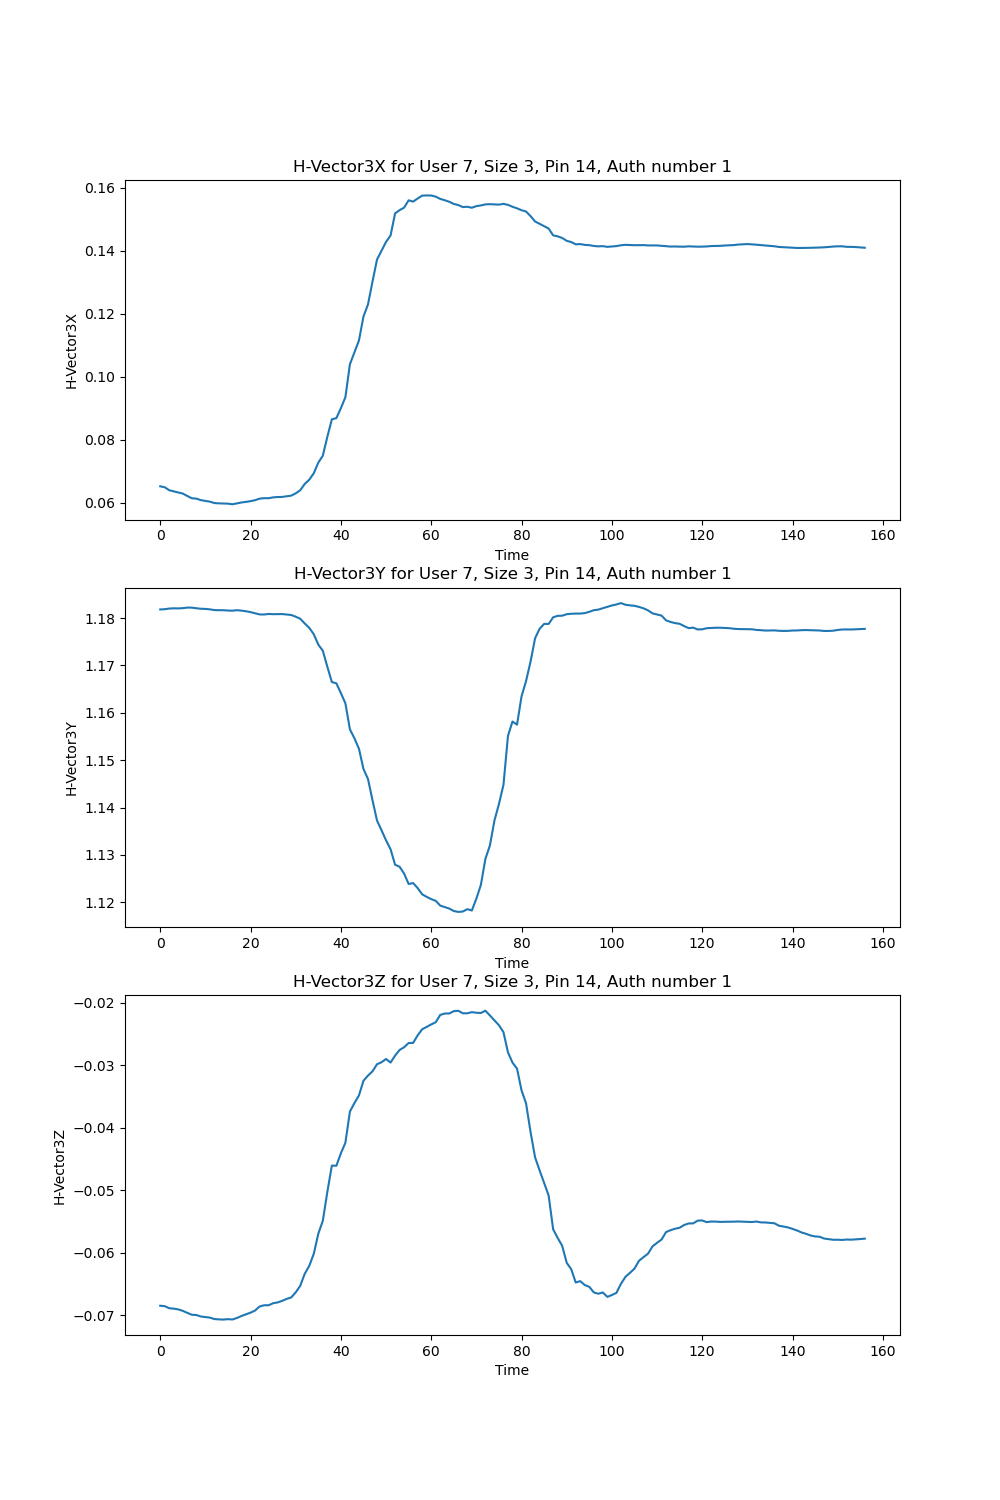 H-Vector3X for User 7, Size 3, Pin 14, Auth number 1
0.16
0.14
0.12
0.10
0.08
0.06
H-Vector3X
0 20 40 60 80 100 120 140 160
Time
H-Vector3Y for User 7, Size 3, Pin 14, Auth number 1
1.18
1.17
1.16
1.15
1.14
1.13
1.12
H-Vector3Y
0 20 40 60 80 100 120 140 160
Time
H-Vector3Z for User 7, Size 3, Pin 14, Auth number 1
−0.02
−0.03
−0.04
−0.05
−0.06
−0.07
H-Vector3Z
0 20 40 60 80 100 120 140 160
Time